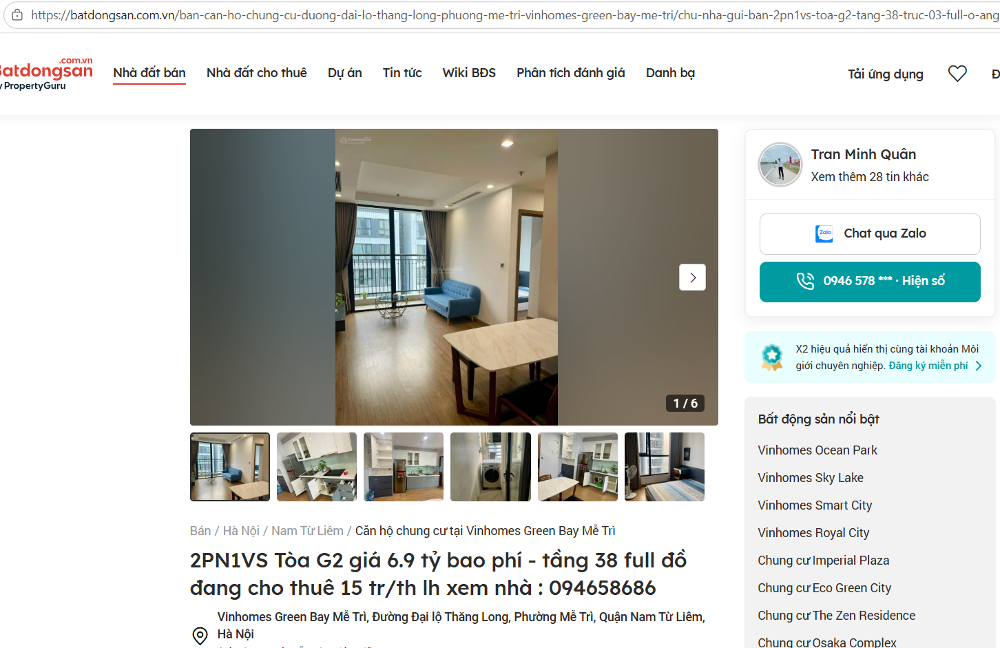 https://batdongsan.com.vn/ban-can-ho-chung-cu-duong-dai-lo-thang-long-phuong-me-tri-vinhomes-green-bay-me-tri/chu-nha-gui-ban-2pn1vs-toa-g2-tang-38-truc-03-full-o-ang
.com.vn
Batdongsan
y PropertyGuru
Nhà đất bán
Nhà đất cho thuê
Dự án
Tin tức
Wiki BĐS
Phân tích đánh giá
Danh bạ
Tải ứng dụng
Đ
Batdongsan
1 / 6
Tran Minh Quân
Xem thêm 28 tin khác
Zalo
Chat qua Zalo
0946 578 *** · Hiện số
X2 hiệu quả hiển thị cùng tài khoản Môi
giới chuyên nghiệp. Đăng ký miễn phí
Bất động sản nổi bật
Vinhomes Ocean Park
Vinhomes Sky Lake
Vinhomes Smart City
Vinhomes Royal City
Chung cư Imperial Plaza
Chung cư Eco Green City
Chung cư The Zen Residence
Chung cư Osaka Complex
Bán / Hà Nội / Nam Từ Liêm / Căn hộ chung cư tại Vinhomes Green Bay Mễ Trì
2PN1VS Tòa G2 giá 6.9 tỷ bao phí - tầng 38 full đồ
đang cho thuê 15 tr/th lh xem nhà : 094658686
Vinhomes Green Bay Mễ Trì, Đường Đại lộ Thăng Long, Phường Mễ Trì, Quận Nam Từ Liêm,
Hà Nội